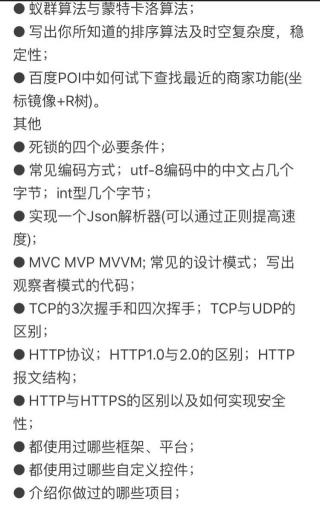 ● 蚁群算法与蒙特卡洛算法；
● 写出你所知道的排序算法及时空复杂度，稳
定性；
● 百度POI中如何试下查找最近的商家功能(坐
标镜像+R树)。
其他
● 死锁的四个必要条件；
● 常见编码方式；utf-8编码中的中文占几个
字节；int型几个字节；
● 实现一个Json解析器(可以通过正则提高速
度)；
● MVC MVP MVVM; 常见的设计模式；写出
观察者模式的代码；
● TCP的3次握手和四次挥手；TCP与UDP的
区别；
● HTTP协议；HTTP1.0与2.0的区别；HTTP
报文结构；
● HTTP与HTTPS的区别以及如何实现安全
性；
● 都使用过哪些框架、平台；
● 都使用过哪些自定义控件；
● 介绍你做过的哪些项目；